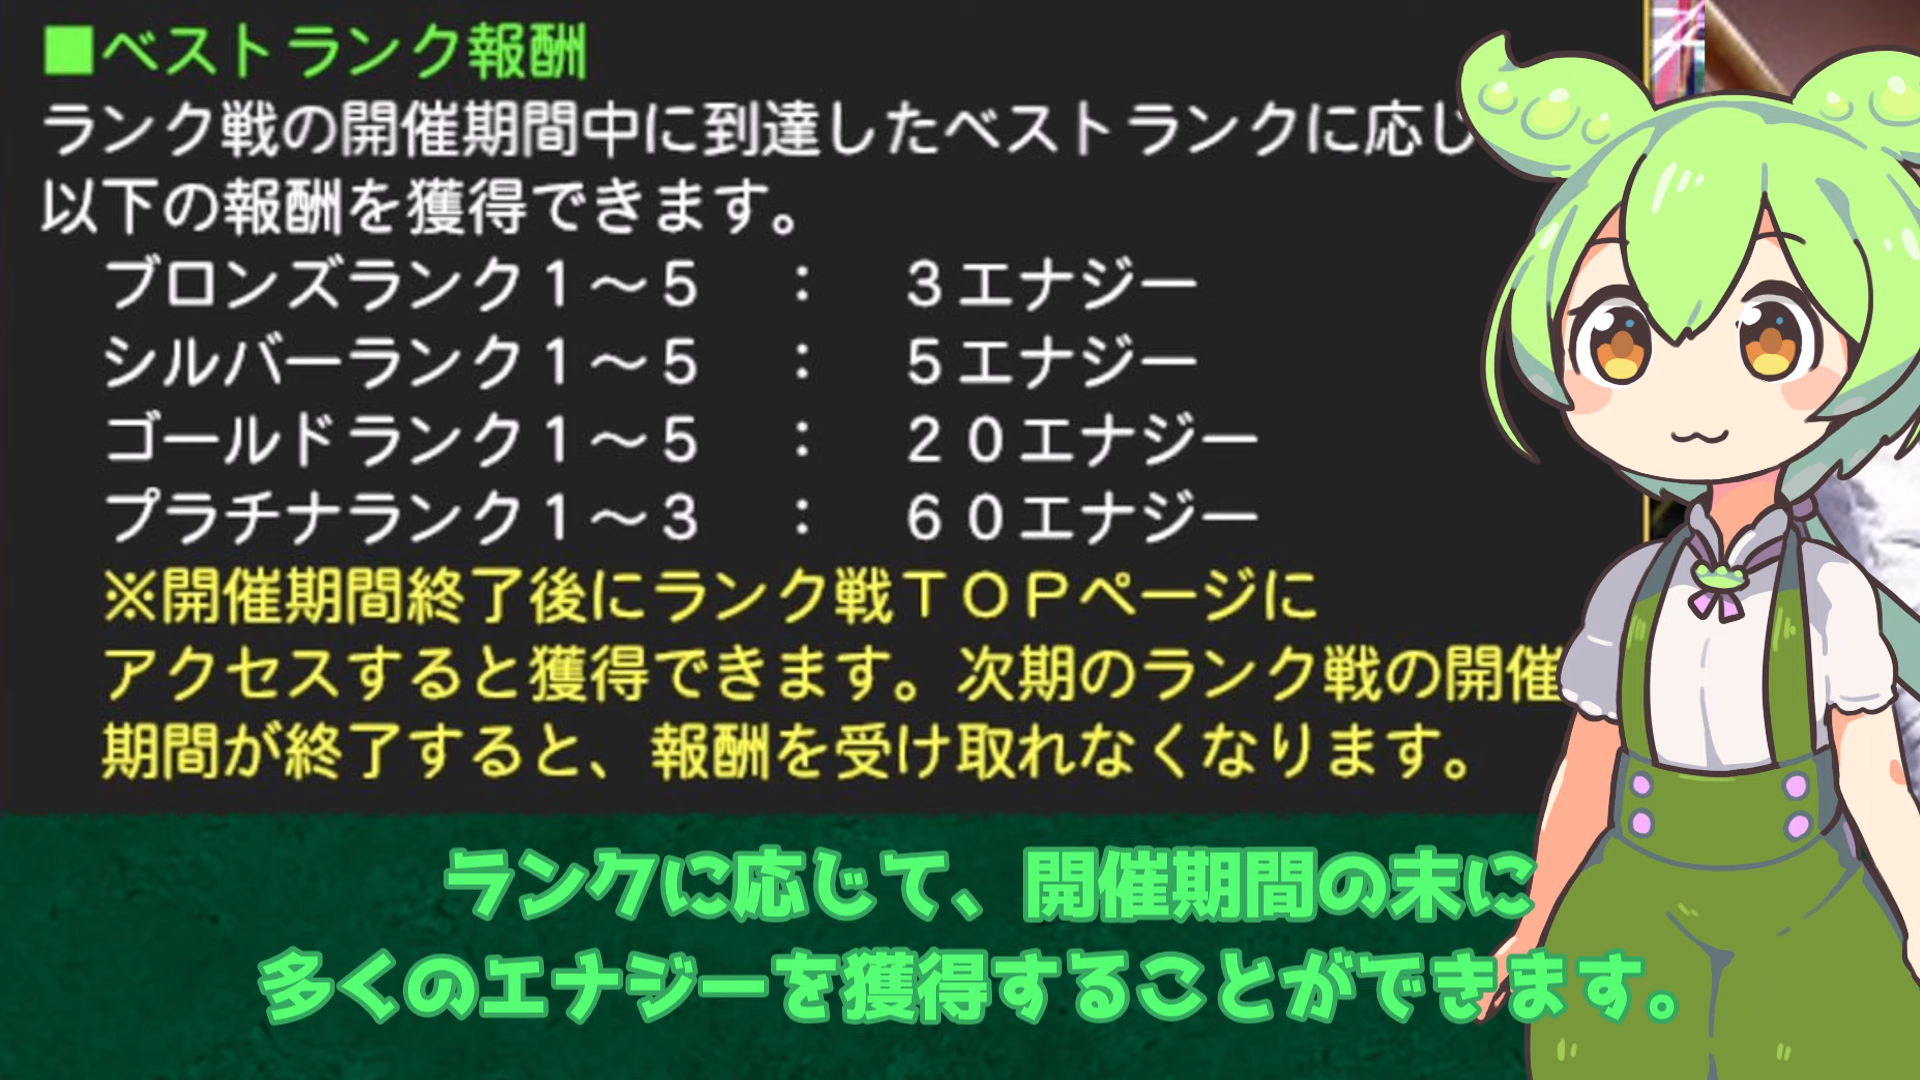 ■ベストランク報酬
ランク戦の開催期間中に到達したベストランクに応じ
以下の報酬を獲得できます。
ブロンズランク１～５　：　３エナジー
シルバーランク１～５　：　５エナジー
ゴールドランク１～５　：　２０エナジー
プラチナランク１～３　：　６０エナジー
※開催期間終了後にランク戦ＴＯＰページに
アクセスすると獲得できます。次期のランク戦の開催
期間が終了すると、報酬を受け取れなくなります。
ランクに応じて、開催期間の末に
多くのエナジーを獲得することができます。